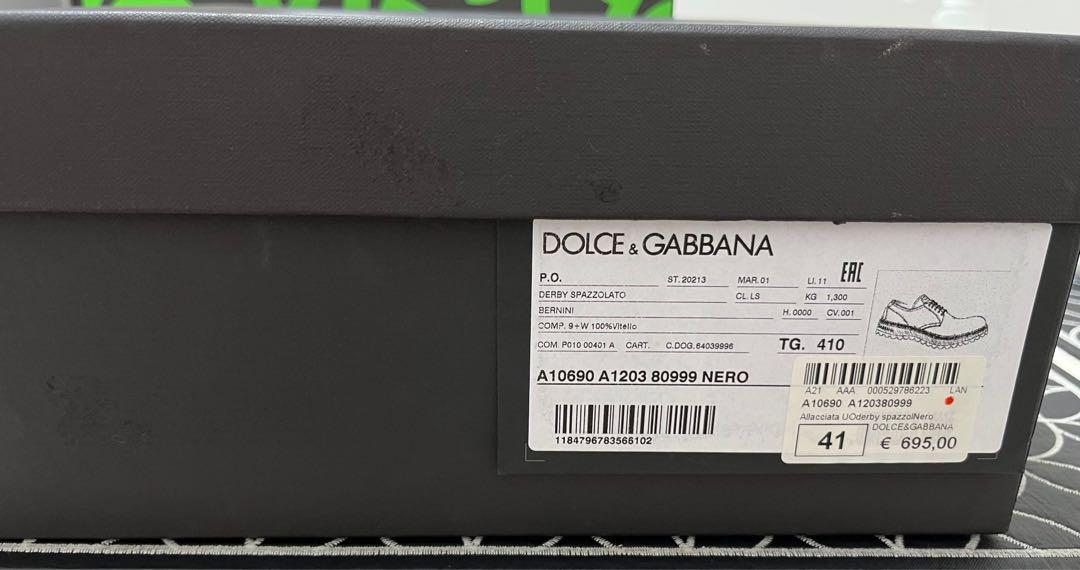 DOLCE & GABBANA
P.O. ST. 20213 MAR. 01 LI. 11 EAC
DERBY SPAZZOLATO CL. LS KG 1,300
BERNINI H. 0000 CV. 001
COMP. 9+W 100%Vitello
COM. P010 00401 A CART. C.DOG. 64039996 TG. 410
A10690 A1203 80999 NERO
1184796783566102
A21 AAA 000529786223 LAN
A10690 A120380999
Allacciata UOderby spazzolNero
DOLCE&GABBANA
41 € 695,00